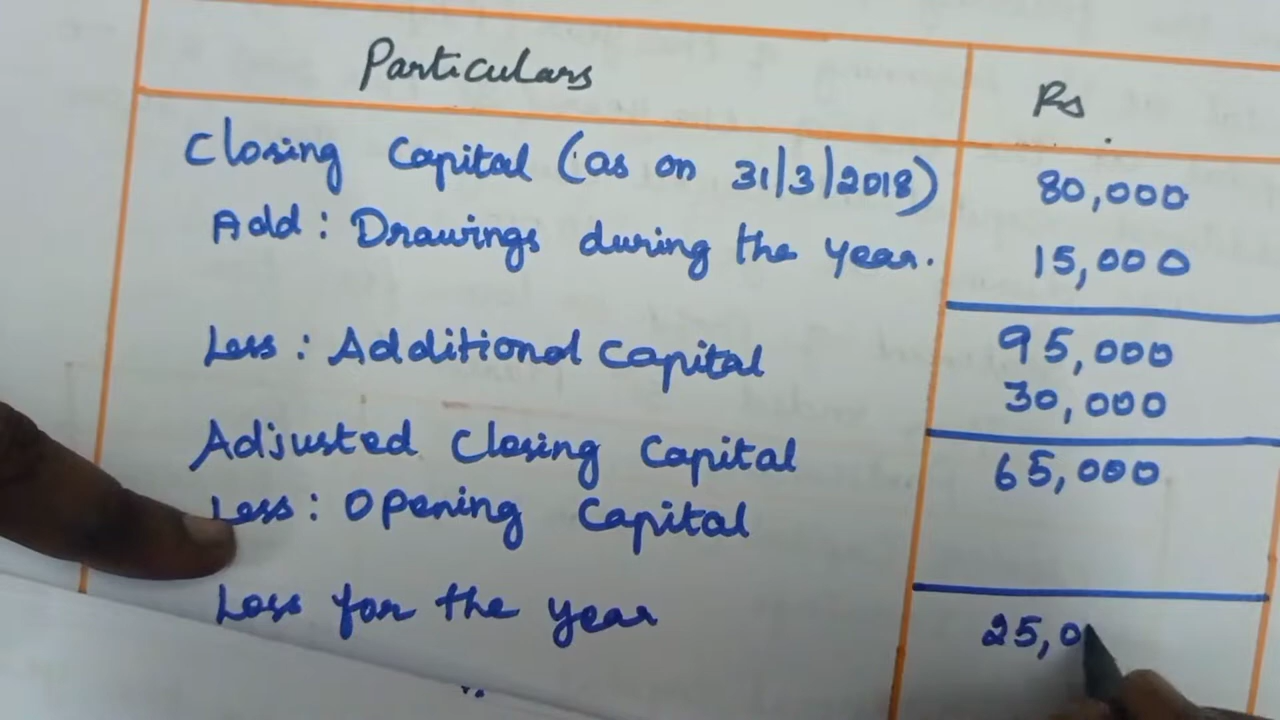 Particulars Rs
Closing Capital (as on 31/3/2018) 80,000
Add : Drawings during the year. 15,000
95,000
Less : Additional Capital 30,000
Adjusted Closing Capital 65,000
Less : Opening Capital
Loss for the year 25,0